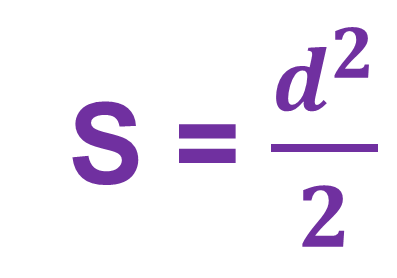 S = d²/2